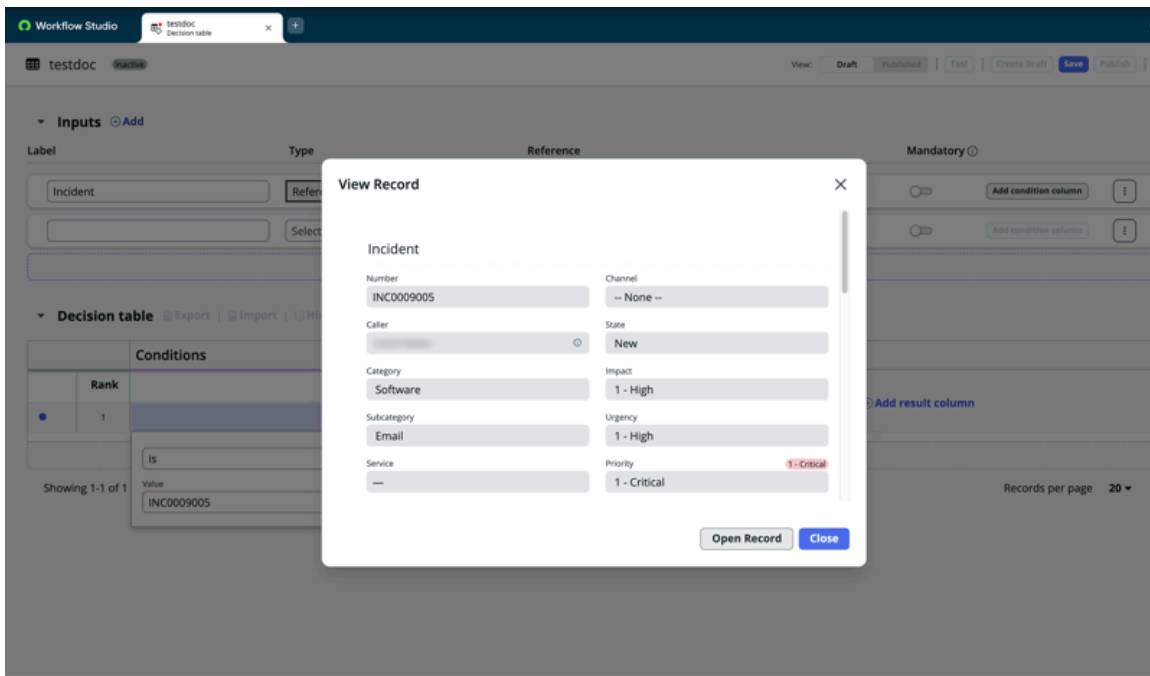 Workflow Studio
testdoc
Decision table
testdoc Inactive
View: Draft Published Test Create Draft Save Publish
Inputs Add
Label Type Reference Mandatory
Incident
Add condition column
Select
Add condition column
Decision table Export | Import |
Conditions
Rank
1
Add result column
is
Value
INC0009005
Showing 1-1 of 1
Records per page 20
View Record
Incident
Number
INC0009005
Channel
-- None --
Caller
State
New
Category
Software
Impact
1 - High
Subcategory
Email
Urgency
1 - High
Service
—
Priority
1 - Critical
1 - Critical
Open Record Close